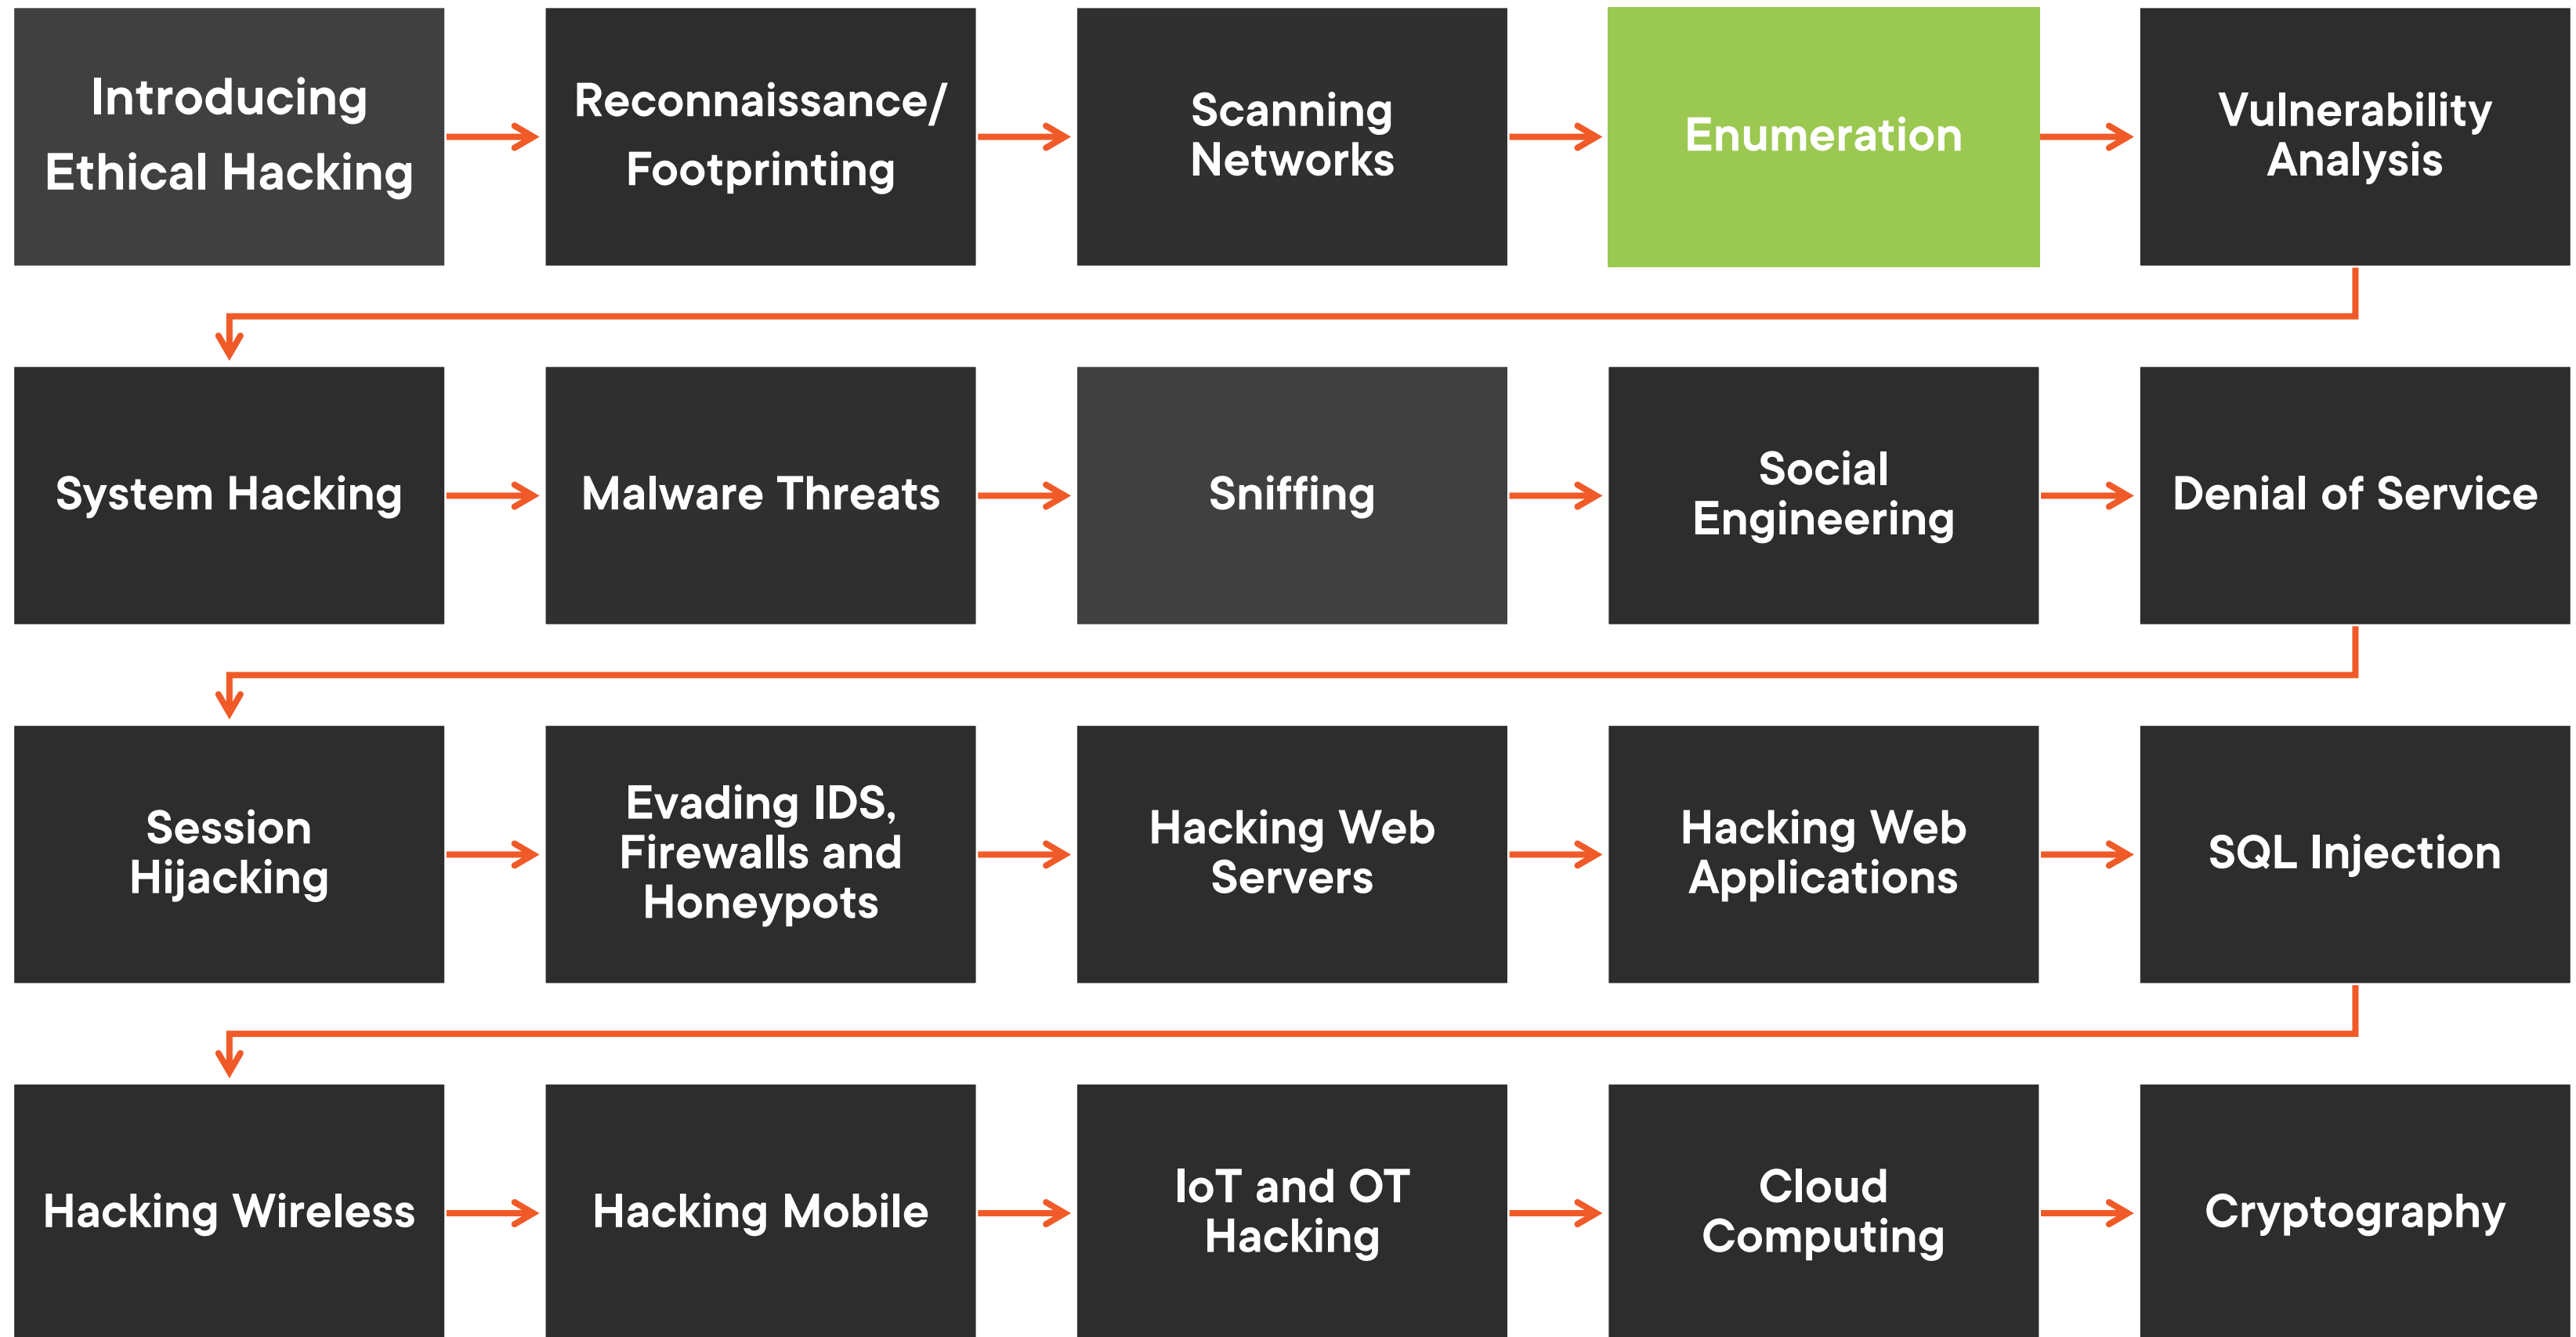 Introducing
Ethical Hacking
Reconnaissance/
Footprinting
Scanning
Networks
Enumeration
Vulnerability
Analysis
System Hacking
Malware Threats
Sniffing
Social
Engineering
Denial of Service
Session
Hijacking
Evading IDS,
Firewalls and
Honeypots
Hacking Web
Servers
Hacking Web
Applications
SQL Injection
Hacking Wireless
Hacking Mobile
IoT and OT
Hacking
Cloud
Computing
Cryptography